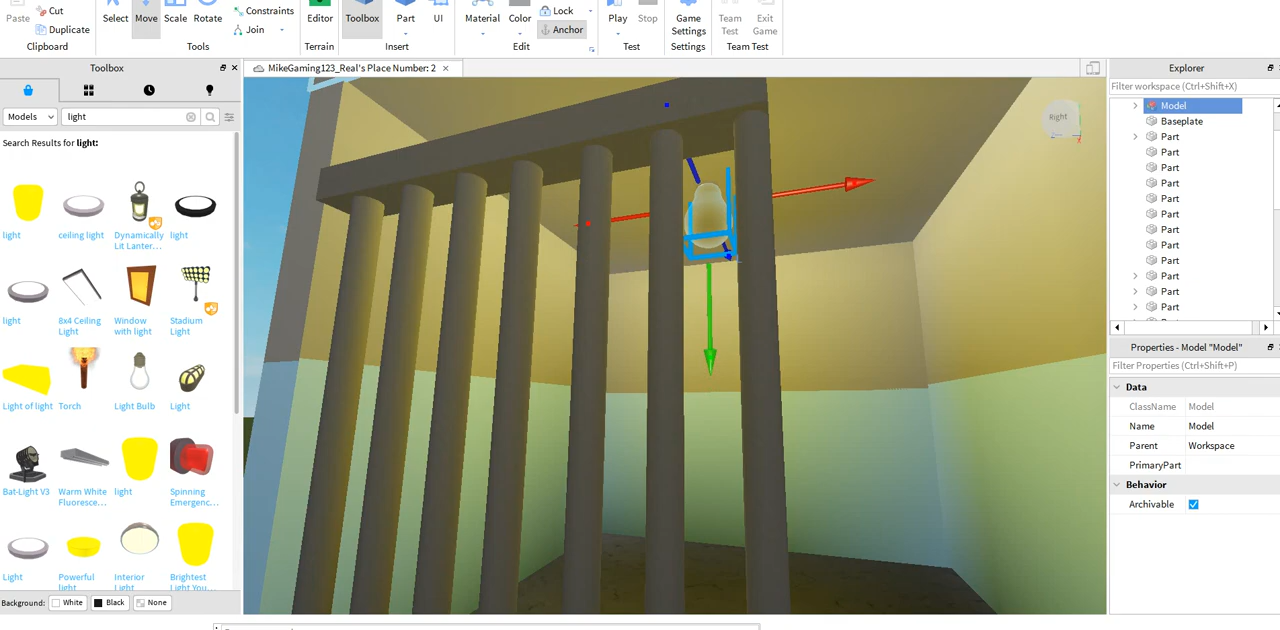 Paste
Cut
Duplicate
Clipboard
Select
Move
Scale
Rotate
Constraints
Join
Tools
Editor
Terrain
Toolbox
Part
UI
Insert
Material
Color
Lock
Anchor
Edit
Play
Stop
Test
Game
Settings
Settings
Team
Test
Exit
Game
Team Test
Toolbox
Models
light
Search Results for light:
light
ceiling light
Dynamically
Lit Lanter...
light
light
8x4 Ceiling
Light
Window
with light
Stadium
Light
Light of light
Torch
Light Bulb
Light
Bat-Light V3
Warm White
Fluoresce...
light
Spinning
Emergenc...
Light
Powerful
light
Interior
Light
Brightest
Light You
Background:
White
Black
None
MikeGaming123_Real's Place Number: 2
Right
Explorer
Filter workspace (Ctrl+Shift+X)
Model
Baseplate
Part
Part
Part
Part
Part
Part
Part
Part
Part
Part
Part
Part
Properties - Model "Model"
Filter Properties (Ctrl+Shift+P)
Data
ClassName Model
Name Model
Parent Workspace
PrimaryPart
Behavior
Archivable